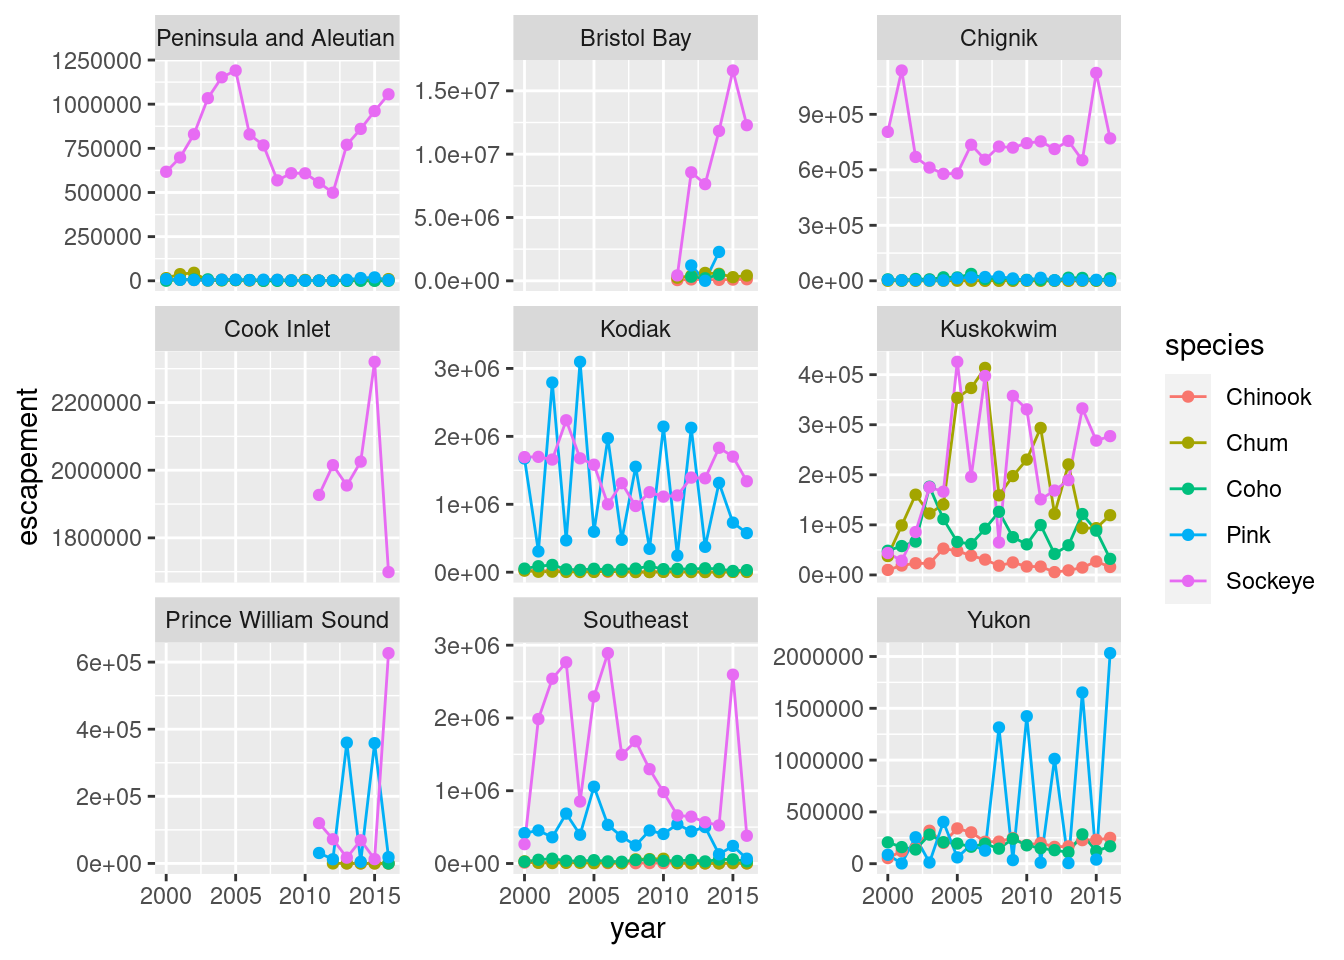 Peninsula and Aleutian
Bristol Bay
Chignik
1250000
1000000
750000
500000
250000
0
1.5e+07
1.0e+07
5.0e+06
0.0e+00
9e+05
6e+05
3e+05
0e+00
Cook Inlet
Kodiak
Kuskokwim
2200000
2000000
1800000
3e+06
2e+06
1e+06
0e+00
4e+05
3e+05
2e+05
1e+05
0e+00
Prince William Sound
Southeast
Yukon
6e+05
4e+05
2e+05
0e+00
3e+06
2e+06
1e+06
0e+00
2000000
1500000
1000000
500000
0
2000 2005 2010 2015
2000 2005 2010 2015
2000 2005 2010 2015
year
escapement
species
Chinook
Chum
Coho
Pink
Sockeye